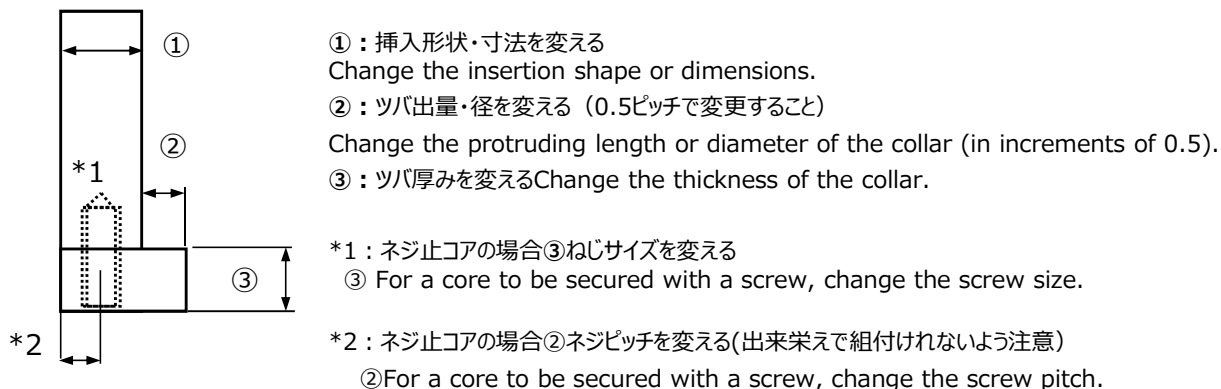 ①
②
*1
③
*2
①：挿入形状・寸法を変える
Change the insertion shape or dimensions.
②：ツバ出量・径を変える（0.5ピッチで変更すること）
Change the protruding length or diameter of the collar (in increments of 0.5).
③：ツバ厚みを変えるChange the thickness of the collar.
*1：ネジ止コアの場合③ねじサイズを変える
③ For a core to be secured with a screw, change the screw size.
*2：ネジ止コアの場合②ネジピッチを変える(出来栄えで組付けれないよう注意）
②For a core to be secured with a screw, change the screw pitch.